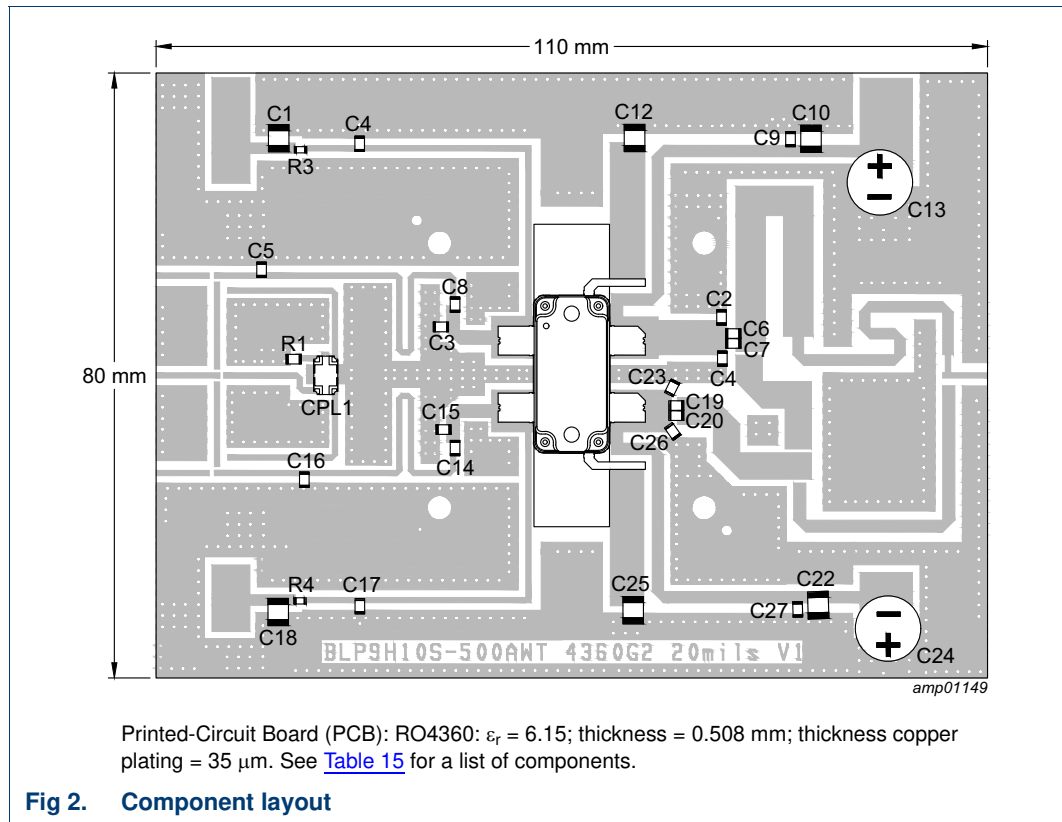 110 mm
C1
C4
C12
C9
C10
R3
C13
80 mm
C5
C8
C3
C2
C6
C7
C4
R1
CPL1
C23
C19
C20
C26
C15
C14
C16
R4
C17
C18
C25
C22
C27
C24
BLP9H10S-500AWT 4360G2 20mils V1
amp01149
Printed-Circuit Board (PCB): RO4360: εr = 6.15; thickness = 0.508 mm; thickness copper
plating = 35 μm. See Table 15 for a list of components.
Fig 2. Component layout